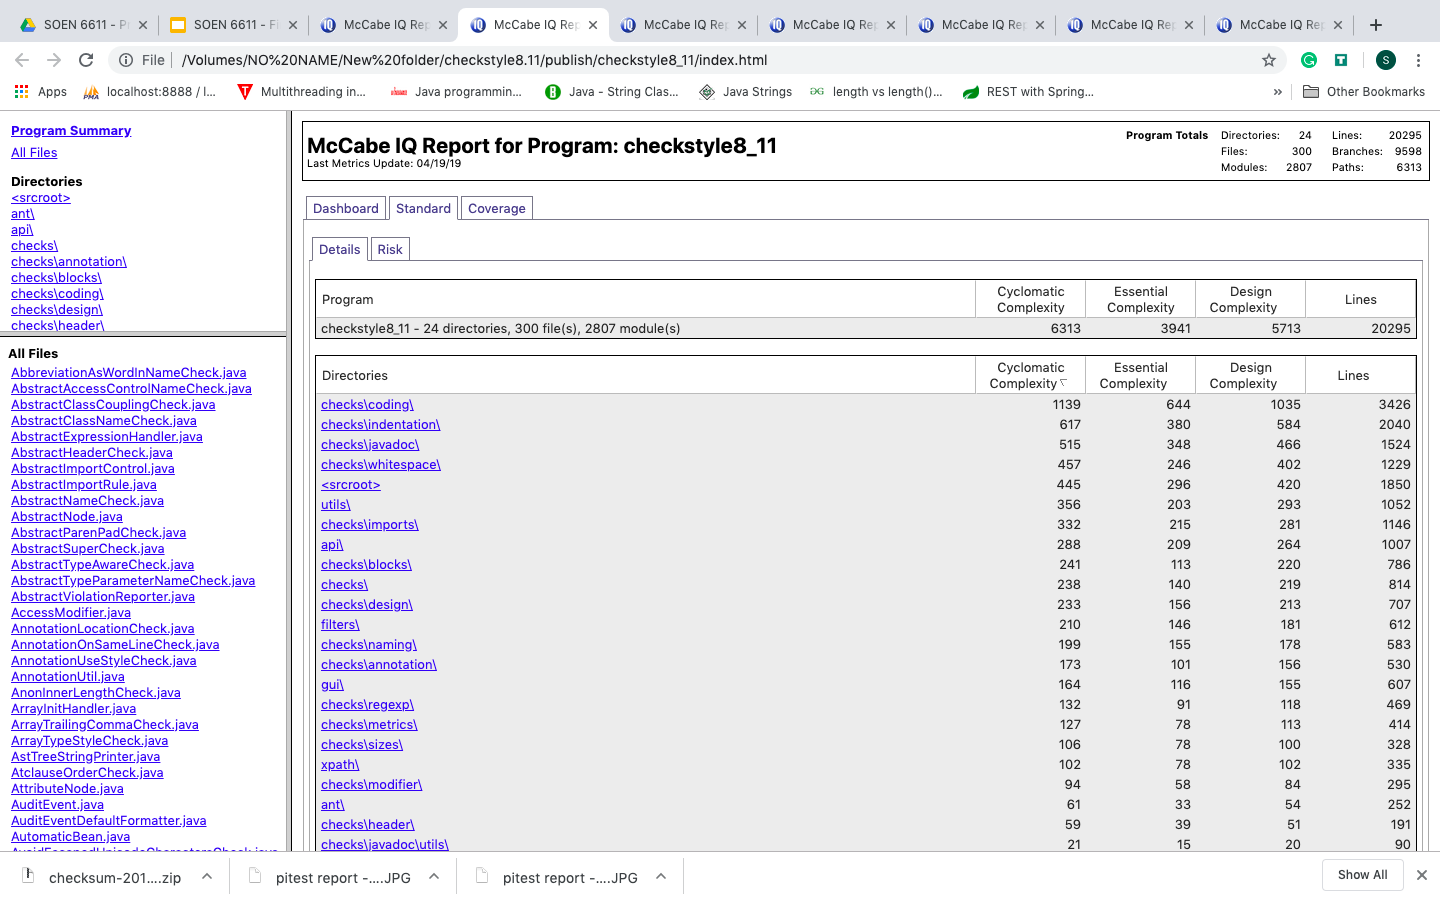 SOEN 6611 - P
SOEN 6611 - F
McCabe IQ Rep
McCabe IQ Rep
McCabe IQ Rep
McCabe IQ Rep
McCabe IQ Rep
McCabe IQ Rep
McCabe IQ Rep
File /Volumes/NO%20NAME/New%20folder/checkstyle8.11/publish/checkstyle8_11/index.html
Apps localhost:8888 / l... Multithreading in... Java programmin... Java - String Clas... Java Strings length vs length()... REST with Spring... » Other Bookmarks
Program Summary
All Files
Directories
<srcroot>
ant\
api\
checks\
checks\annotation\
checks\blocks\
checks\coding\
checks\design\
checks\header\
All Files
AbbreviationAsWordInNameCheck.java
AbstractAccessControlNameCheck.java
AbstractClassCouplingCheck.java
AbstractClassNameCheck.java
AbstractExpressionHandler.java
AbstractHeaderCheck.java
AbstractImportControl.java
AbstractImportRule.java
AbstractNameCheck.java
AbstractNode.java
AbstractParenPadCheck.java
AbstractSuperCheck.java
AbstractTypeAwareCheck.java
AbstractTypeParameterNameCheck.java
AbstractViolationReporter.java
AccessModifier.java
AnnotationLocationCheck.java
AnnotationOnSameLineCheck.java
AnnotationUseStyleCheck.java
AnnotationUtil.java
AnonInnerLengthCheck.java
ArrayInitHandler.java
ArrayTrailingCommaCheck.java
ArrayTypeStyleCheck.java
AstTreeStringPrinter.java
AtclauseOrderCheck.java
AttributeNode.java
AuditEvent.java
AuditEventDefaultFormatter.java
AutomaticBean.java
AvoidEscapedUnicodeCharactersCheck.java
McCabe IQ Report for Program: checkstyle8_11
Last Metrics Update: 04/19/19
Program Totals Directories: 24 Lines: 20295
Files: 300 Branches: 9598
Modules: 2807 Paths: 6313
Dashboard Standard Coverage
Details Risk
Program Cyclomatic Complexity Essential Complexity Design Complexity Lines
checkstyle8_11 - 24 directories, 300 file(s), 2807 module(s) 6313 3941 5713 20295
Directories Cyclomatic Complexity Essential Complexity Design Complexity Lines
checks\coding\ 1139 644 1035 3426
checks\indentation\ 617 380 584 2040
checks\javadoc\ 515 348 466 1524
checks\whitespace\ 457 246 402 1229
<srcroot> 445 296 420 1850
utils\ 356 203 293 1052
checks\imports\ 332 215 281 1146
api\ 288 209 264 1007
checks\blocks\ 241 113 220 786
checks\ 238 140 219 814
checks\design\ 233 156 213 707
filters\ 210 146 181 612
checks\naming\ 199 155 178 583
checks\annotation\ 173 101 156 530
gui\ 164 116 155 607
checks\regexp\ 132 91 118 469
checks\metrics\ 127 78 113 414
checks\sizes\ 106 78 100 328
xpath\ 102 78 102 335
checks\modifier\ 94 58 84 295
ant\ 61 33 54 252
checks\header\ 59 39 51 191
checks\javadoc\utils\ 21 15 20 90
checksum-201....zip
pitest report -....JPG
pitest report -....JPG
Show All